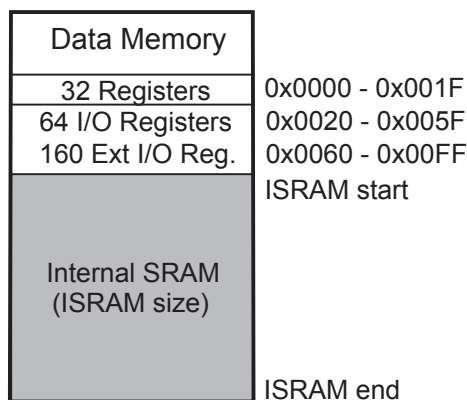 Data Memory
32 Registers 0x0000 - 0x001F
64 I/O Registers 0x0020 - 0x005F
160 Ext I/O Reg. 0x0060 - 0x00FF
ISRAM start
Internal SRAM
(ISRAM size)
ISRAM end